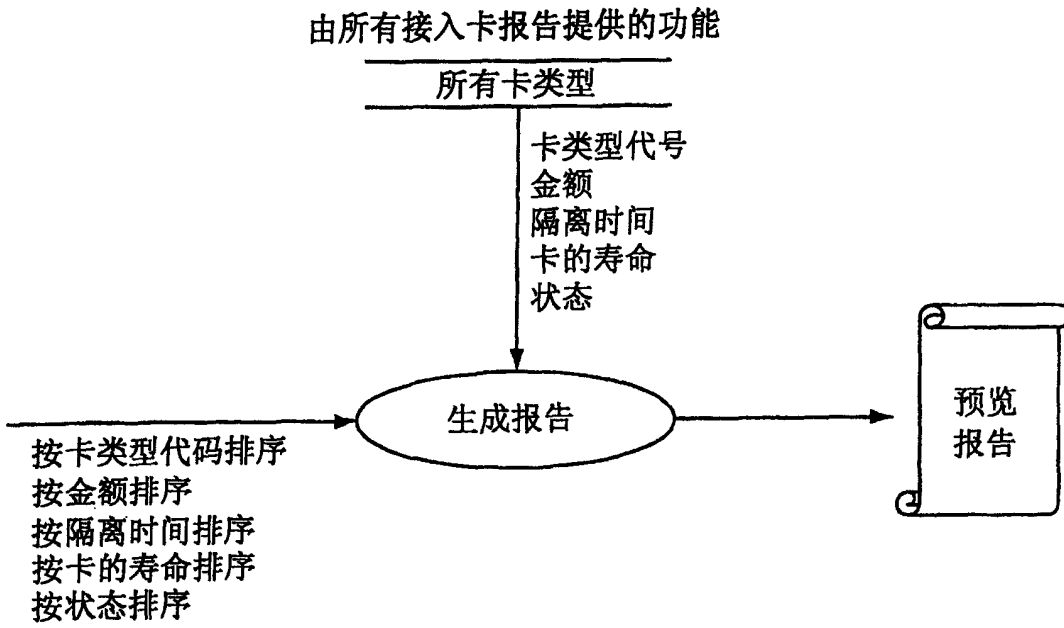 由所有接入卡报告提供的功能
所有卡类型
卡类型代号
金额
隔离时间
卡的寿命
状态
生成报告
预览
报告
按卡类型代码排序
按金额排序
按隔离时间排序
按卡的寿命排序
按状态排序